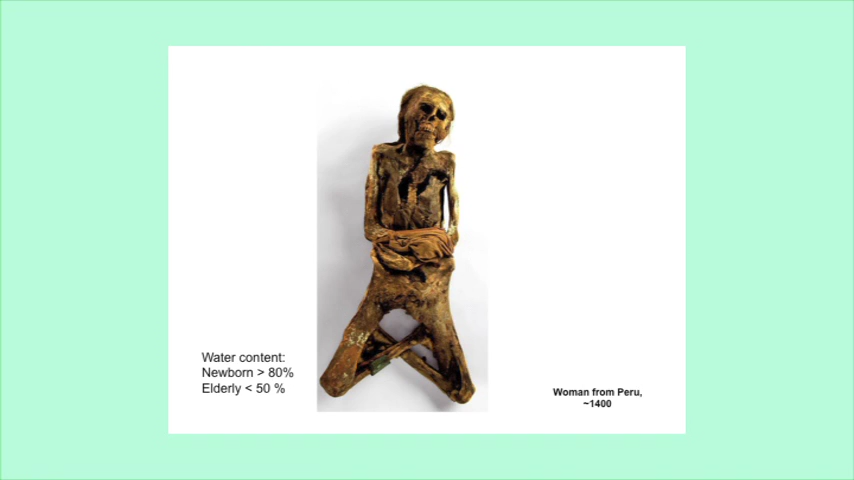 Water content:
Newborn > 80%
Elderly < 50 %
Woman from Peru,
~1400